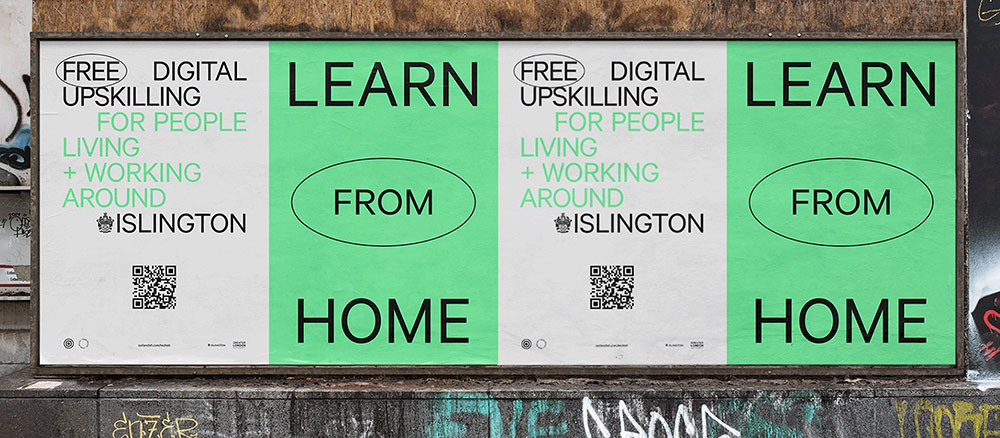 FREE DIGITAL
UPSKILLING
FOR PEOPLE
LIVING
+ WORKING
AROUND
ISLINGTON
LEARN
FROM
HOME
FREE DIGITAL
UPSKILLING
FOR PEOPLE
LIVING
+ WORKING
AROUND
ISLINGTON
LEARN
FROM
HOME